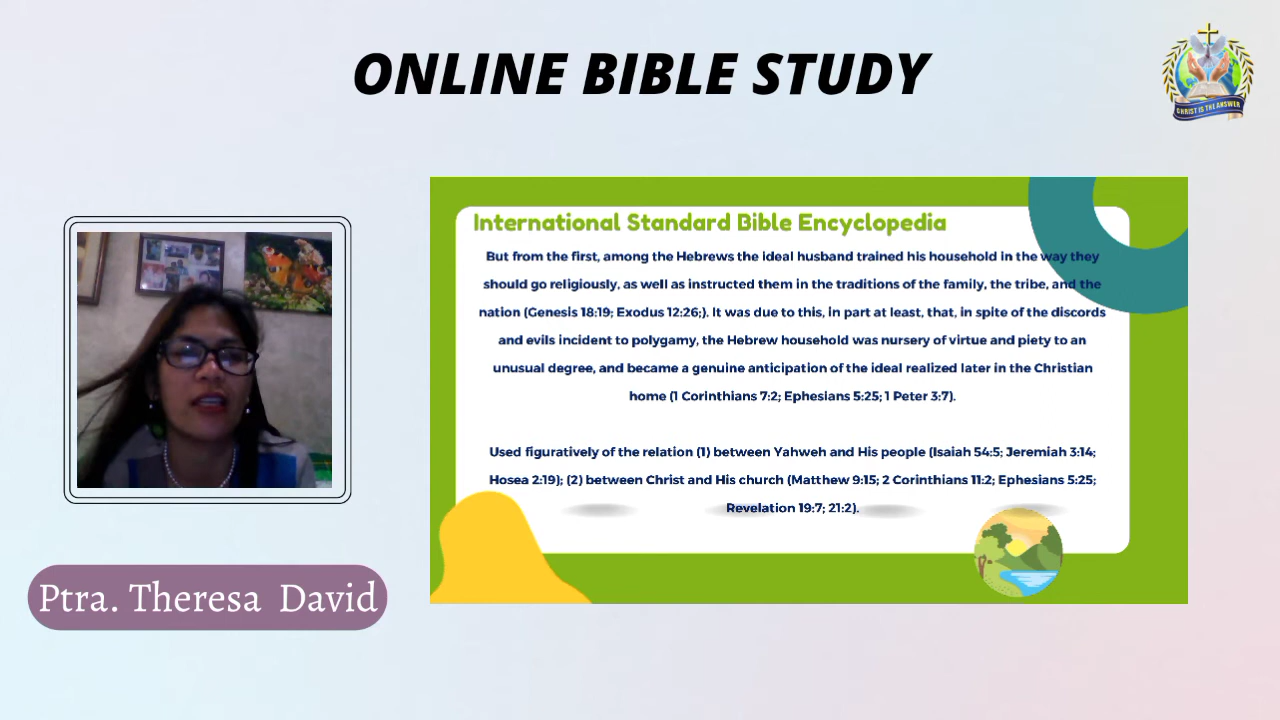 ONLINE BIBLE STUDY
CHRIST IS THE ANSWER
International Standard Bible Encyclopedia
But from the first, among the Hebrews the ideal husband trained his household in the way they
should go religiously, as well as instructed them in the traditions of the family, the tribe, and the
nation (Genesis 18:19; Exodus 12:26;). It was due to this, in part at least, that, in spite of the discords
and evils incident to polygamy, the Hebrew household was nursery of virtue and piety to an
unusual degree, and became a genuine anticipation of the ideal realized later in the Christian
home (1 Corinthians 7:2; Ephesians 5:25; 1 Peter 3:7).
Used figuratively of the relation (1) between Yahweh and His people (Isaiah 54:5; Jeremiah 3:14;
Hosea 2:19); (2) between Christ and His church (Matthew 9:15; 2 Corinthians 11:2; Ephesians 5:25;
Revelation 19:7; 21:2).
Ptra. Theresa David